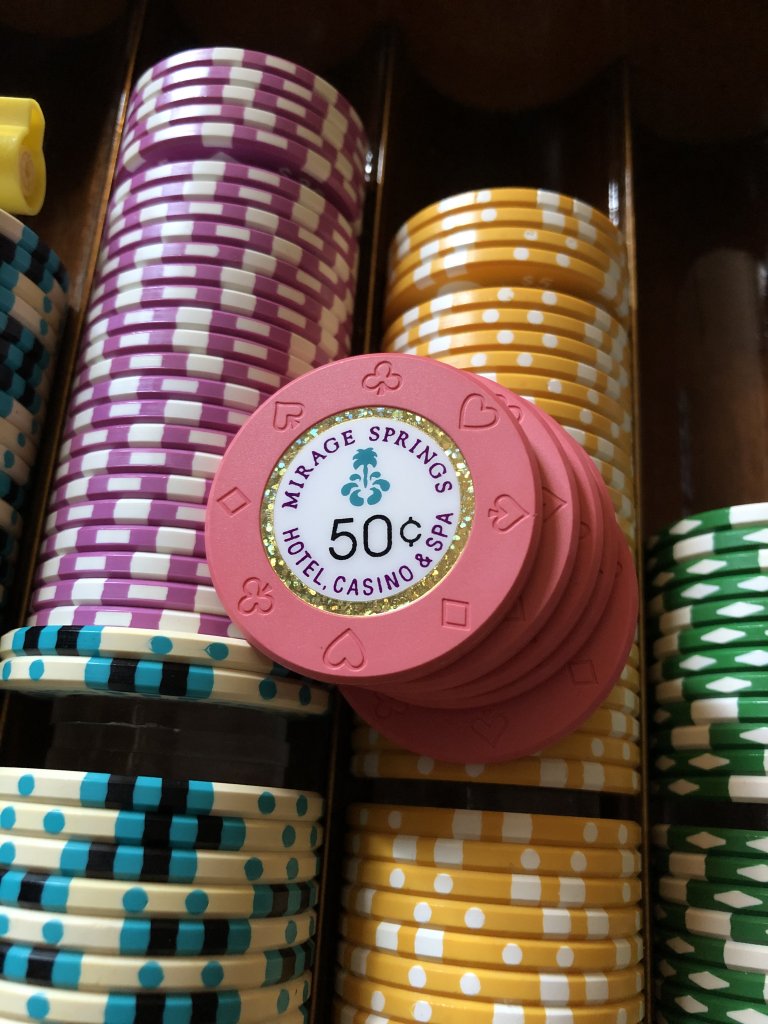 MIRAGE SPRINGS
50¢
HOTEL, CASINO & SPA